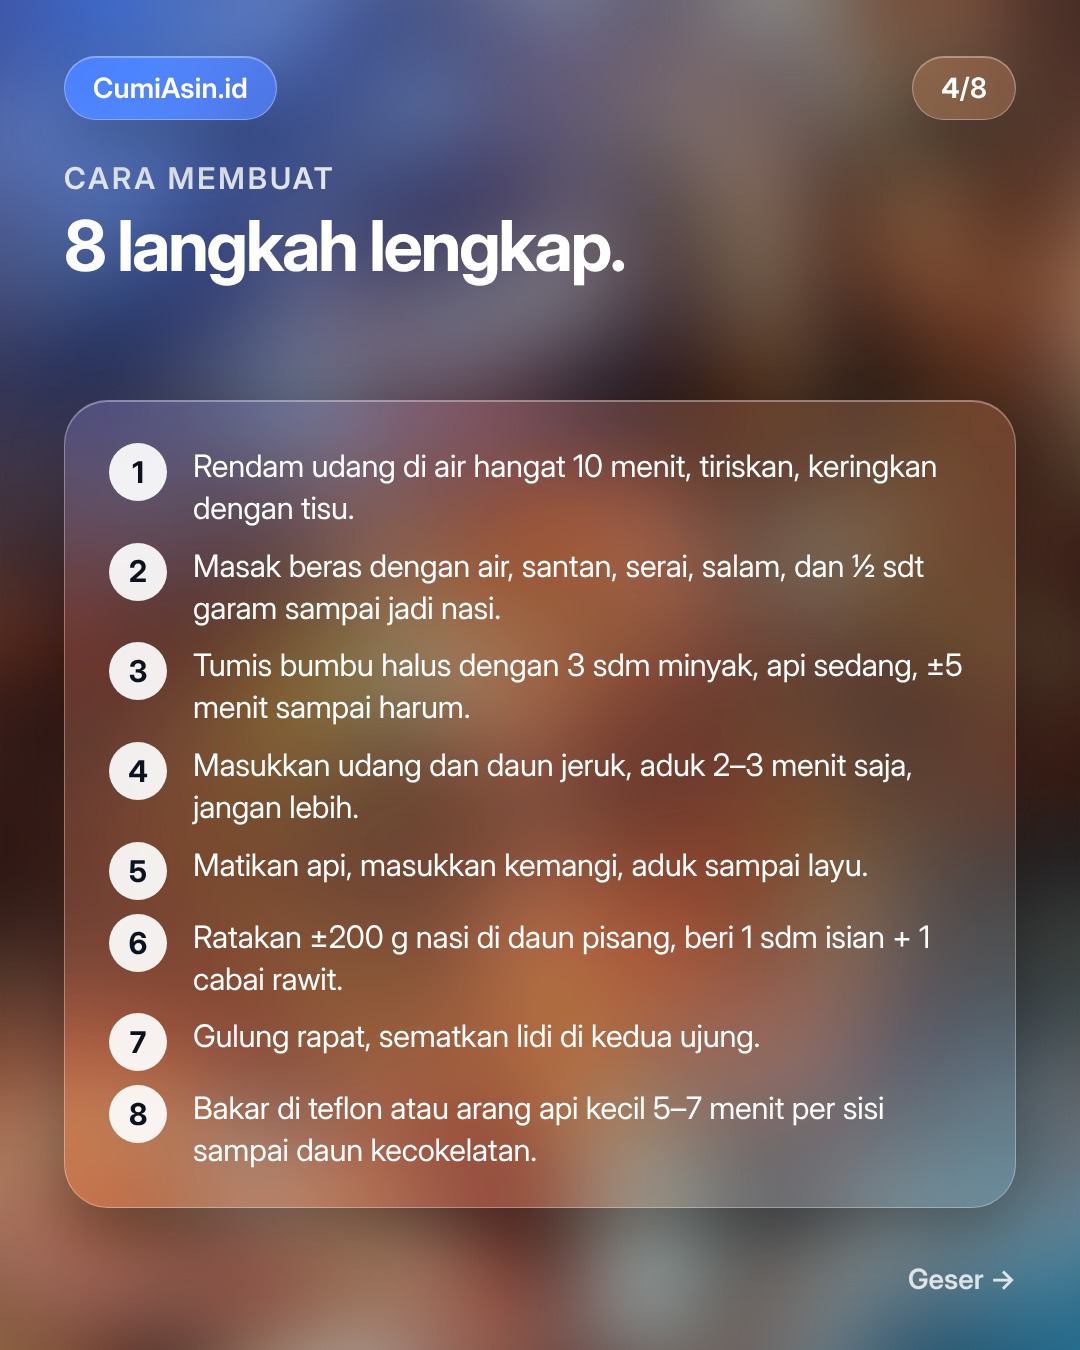 CumiAsin.id
4/8
CARA MEMBUAT
8 langkah lengkap.
1 Rendam udang di air hangat 10 menit, tiriskan, keringkan
dengan tisu.
2 Masak beras dengan air, santan, serai, salam, dan ½ sdt
garam sampai jadi nasi.
3 Tumis bumbu halus dengan 3 sdm minyak, api sedang, ±5
menit sampai harum.
4 Masukkan udang dan daun jeruk, aduk 2–3 menit saja,
jangan lebih.
5 Matikan api, masukkan kemangi, aduk sampai layu.
6 Ratakan ±200 g nasi di daun pisang, beri 1 sdm isian + 1
cabai rawit.
7 Gulung rapat, sematkan lidi di kedua ujung.
8 Bakar di teflon atau arang api kecil 5–7 menit per sisi
sampai daun kecokelatan.
Geser →